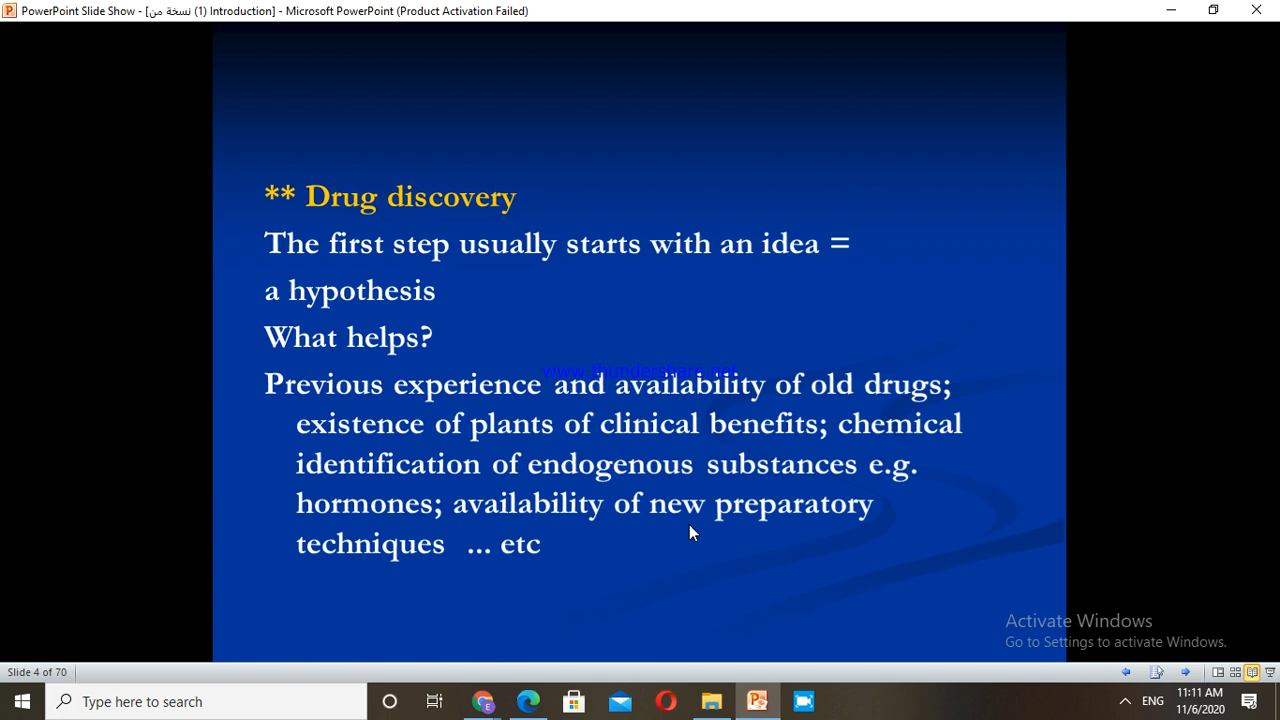 PowerPoint Slide Show - [نسخة من (1) Introduction] - Microsoft PowerPoint (Product Activation Failed)
** Drug discovery
The first step usually starts with an idea =
a hypothesis
What helps?
www.thundershare.net
Previous experience and availability of old drugs;
existence of plants of clinical benefits; chemical
identification of endogenous substances e.g.
hormones; availability of new preparatory
techniques ... etc
Activate Windows
Go to Settings to activate Windows.
Slide 4 of 70
Type here to search
ENG
11:11 AM
11/6/2020